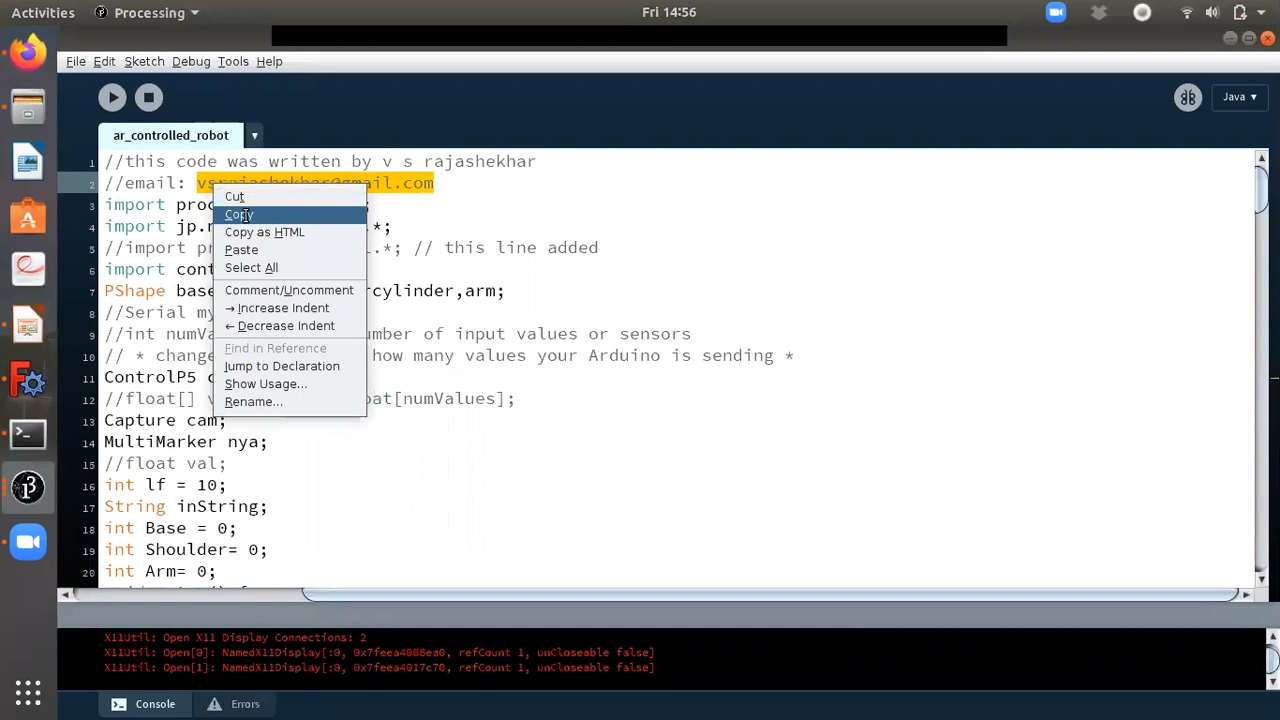 Activities Processing Fri 14:56
File Edit Sketch Debug Tools Help
Java
ar_controlled_robot
1 //this code was written by v s rajashekhar
2 //email: vsrajashekhar@gmail.com
Cut
3 import ;
Copy
4 import .*;
Copy as HTML
5 //import .*; // this line added
Paste
6 import
Select All
7 PShape arm;
Comment/Uncomment
8 //Serial
→ Increase Indent
9 //int of input values or sensors
← Decrease Indent
10 // * how many values your Arduino is sending *
Find in Reference
Jump to Declaration
11 ControlP5
Show Usage...
12 //float[] [numValues];
Rename...
13 Capture cam;
14 MultiMarker nya;
15 //float val;
16 int lf = 10;
17 String inString;
18 int Base = 0;
19 int Shoulder= 0;
20 int Arm= 0;
X11Util: Open X11 Display Connections: 2
X11Util: Open[0]: NamedX11Display[:0, 0x7feea4006ea0, refCount 1, unCloseable false]
X11Util: Open[1]: NamedX11Display[:0, 0x7feea4017c70, refCount 1, unCloseable false]
Console Errors